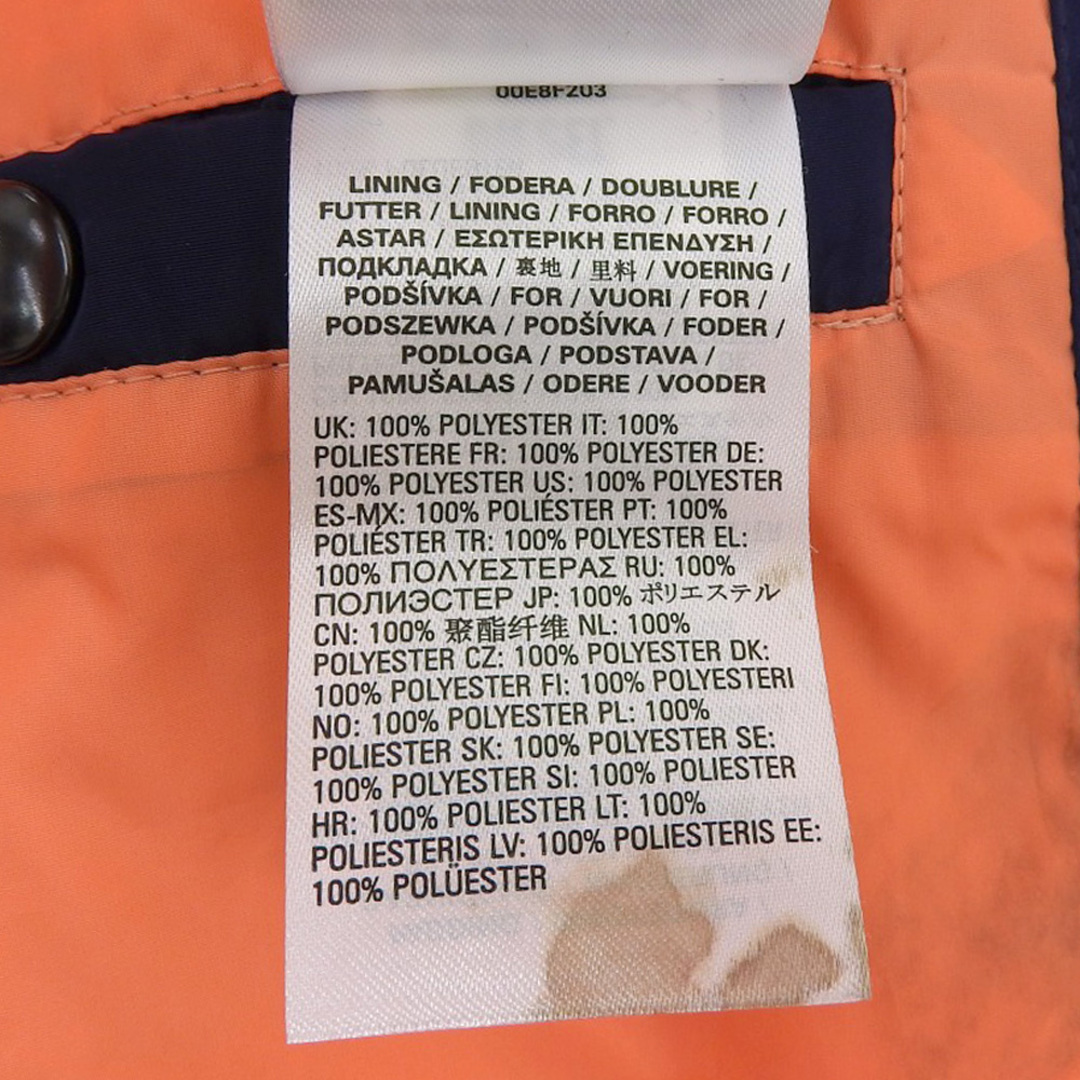 00E8F203
LINING / FODERA / DOUBLURE /
FUTTER / LINING / FORRO / FORRO /
ASTAR / ΕΣΩΤΕΡΙΚΗ ΕΠΕΝΔΥΣΗ /
ПОДКЛАДКА / 裏地 / 里料 / VOERING /
PODŠÍVKA / FOR / VUORI / FOR /
PODSZEWKA / PODŠÍVKA / FODER /
PODLOGA / PODSTAVA /
PAMUŠALAS / ODERE / VOODER
UK: 100% POLYESTER IT: 100%
POLIESTERE FR: 100% POLYESTER DE:
100% POLYESTER US: 100% POLYESTER
ES-MX: 100% POLIÉSTER PT: 100%
POLIÉSTER TR: 100% POLYESTER EL:
100% ΠΟΛΥΕΣΤΕΡΑΣ RU: 100%
ПОЛИЭСТЕР JP: 100% ポリエステル
CN: 100% 聚酯纤维 NL: 100%
POLYESTER CZ: 100% POLYESTER DK:
100% POLYESTER FI: 100% POLYESTERI
NO: 100% POLYESTER PL: 100%
POLIESTER SK: 100% POLYESTER SE:
100% POLYESTER SI: 100% POLIESTER
HR: 100% POLIESTER LT: 100%
POLIESTERIS LV: 100% POLIESTERIS EE:
100% POLÜESTER